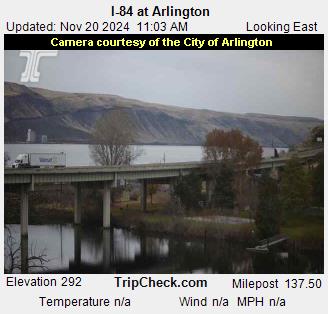 I-84 at Arlington
Updated: Nov 20 2024 11:03 AM Looking East
Camera courtesy of the City of Arlington
Walmart
Elevation 292 TripCheck.com Milepost 137.50
Temperature n/a Wind n/a MPH n/a